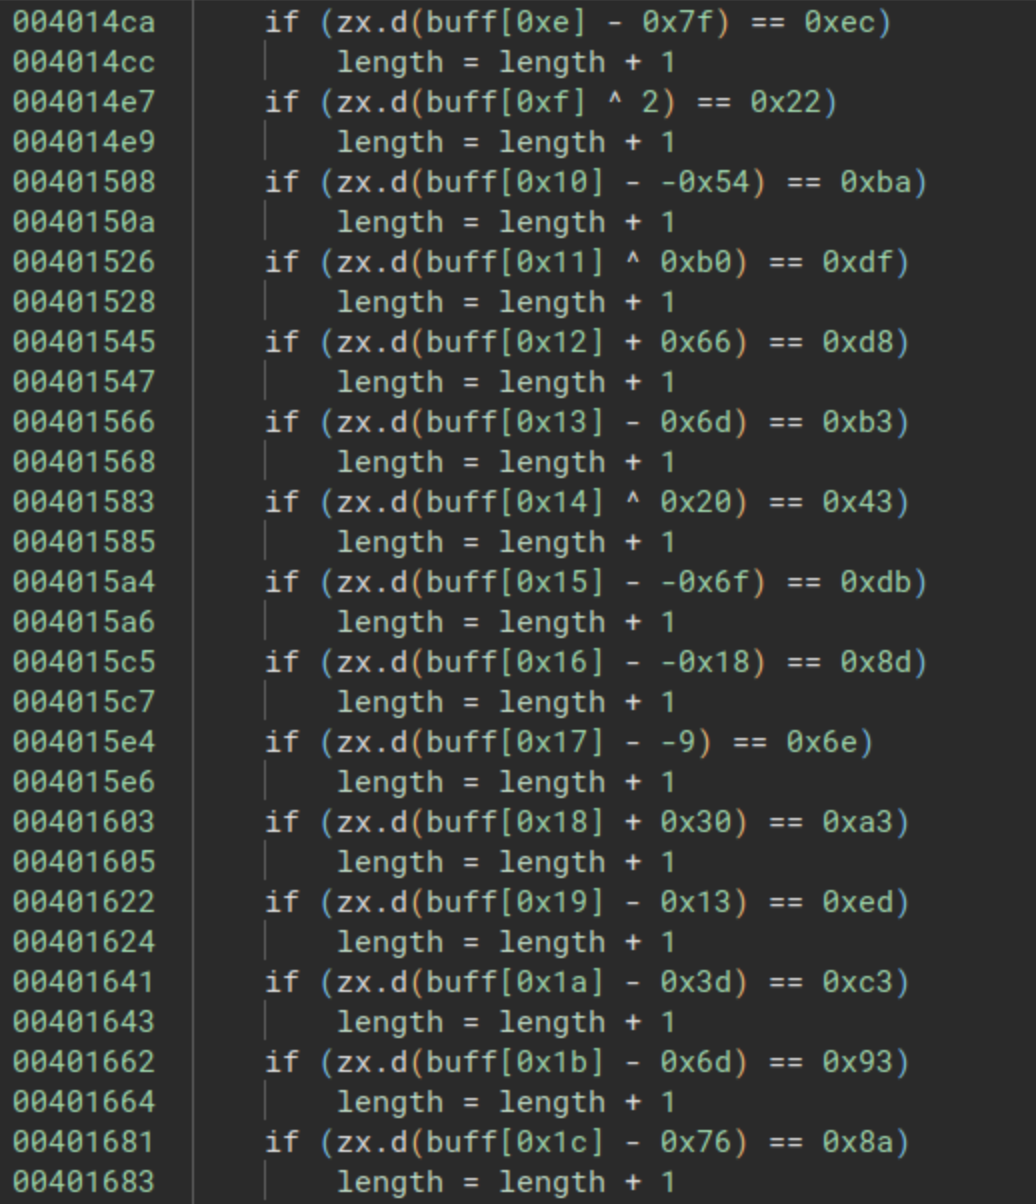 004014ca if (zx.d(buff[0xe] - 0x7f) == 0xec)
004014cc length = length + 1
004014e7 if (zx.d(buff[0xf] ^ 2) == 0x22)
004014e9 length = length + 1
00401508 if (zx.d(buff[0x10] - -0x54) == 0xba)
0040150a length = length + 1
00401526 if (zx.d(buff[0x11] ^ 0xb0) == 0xdf)
00401528 length = length + 1
00401545 if (zx.d(buff[0x12] + 0x66) == 0xd8)
00401547 length = length + 1
00401566 if (zx.d(buff[0x13] - 0x6d) == 0xb3)
00401568 length = length + 1
00401583 if (zx.d(buff[0x14] ^ 0x20) == 0x43)
00401585 length = length + 1
004015a4 if (zx.d(buff[0x15] - -0x6f) == 0xdb)
004015a6 length = length + 1
004015c5 if (zx.d(buff[0x16] - -0x18) == 0x8d)
004015c7 length = length + 1
004015e4 if (zx.d(buff[0x17] - -9) == 0x6e)
004015e6 length = length + 1
00401603 if (zx.d(buff[0x18] + 0x30) == 0xa3)
00401605 length = length + 1
00401622 if (zx.d(buff[0x19] - 0x13) == 0xed)
00401624 length = length + 1
00401641 if (zx.d(buff[0x1a] - 0x3d) == 0xc3)
00401643 length = length + 1
00401662 if (zx.d(buff[0x1b] - 0x6d) == 0x93)
00401664 length = length + 1
00401681 if (zx.d(buff[0x1c] - 0x76) == 0x8a)
00401683 length = length + 1